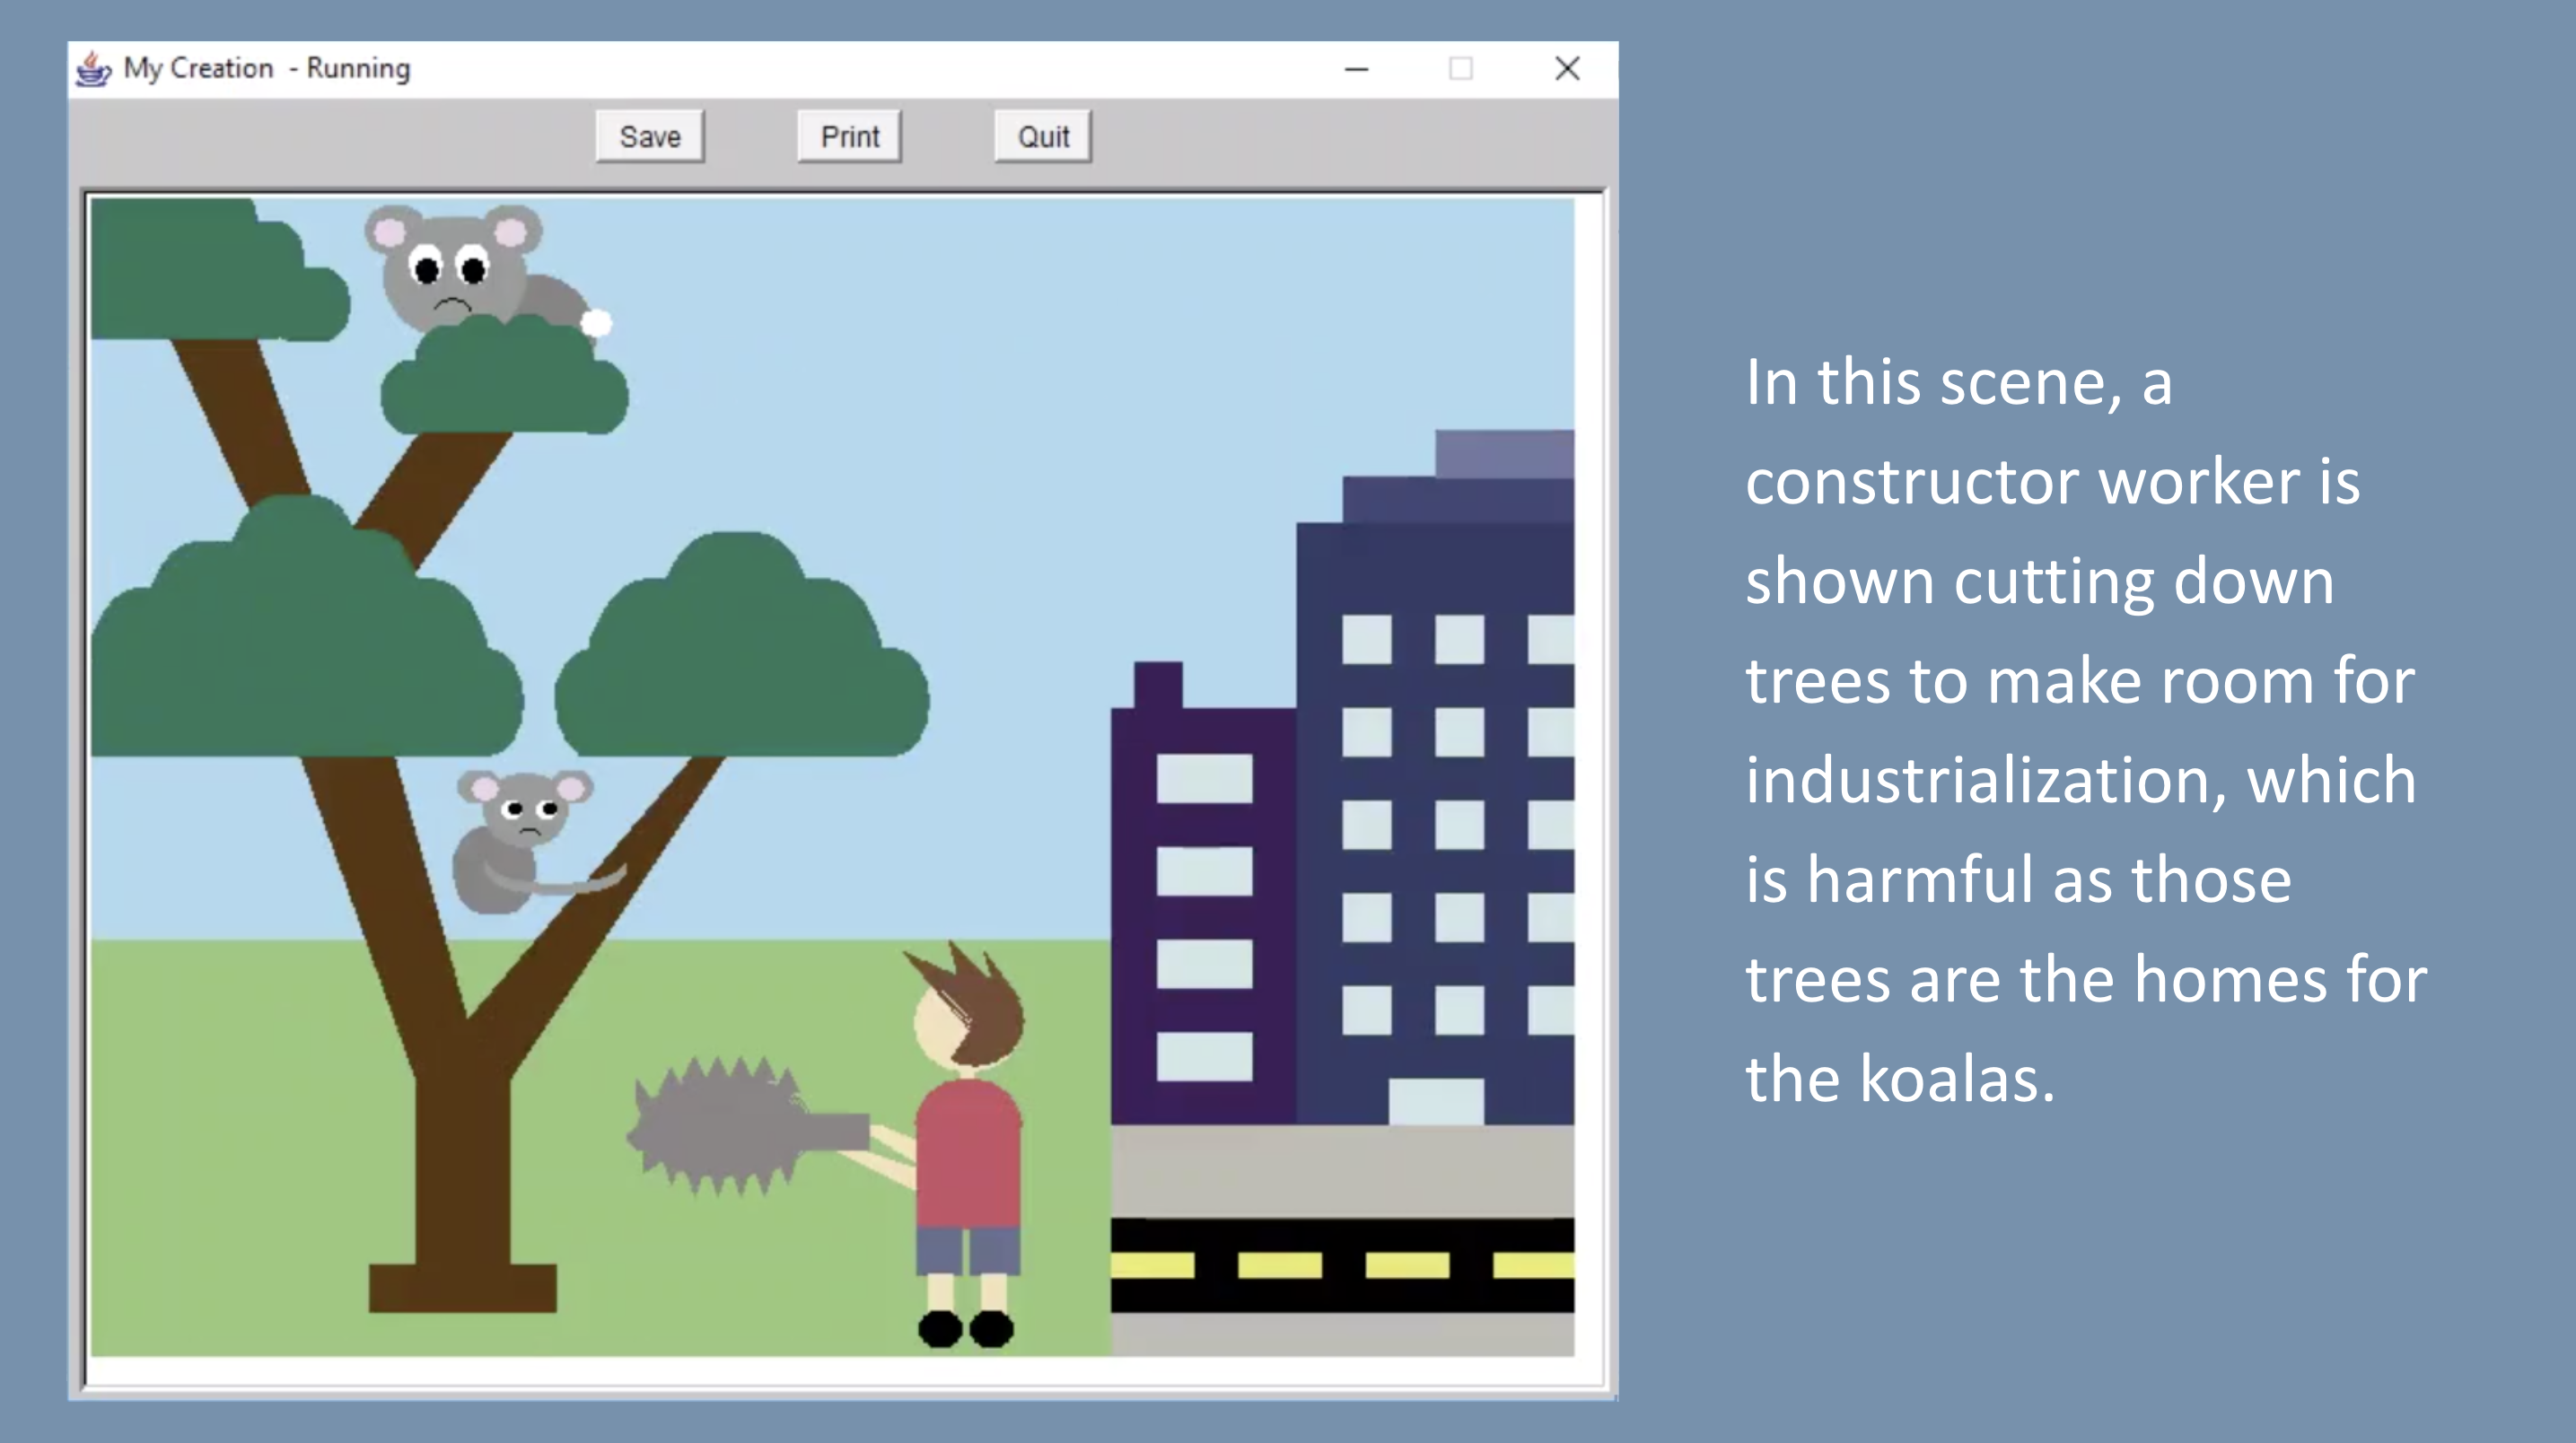 My Creation - Running
Save Print Quit
In this scene, a
constructor worker is
shown cutting down
trees to make room for
industrialization, which
is harmful as those
trees are the homes for
the koalas.